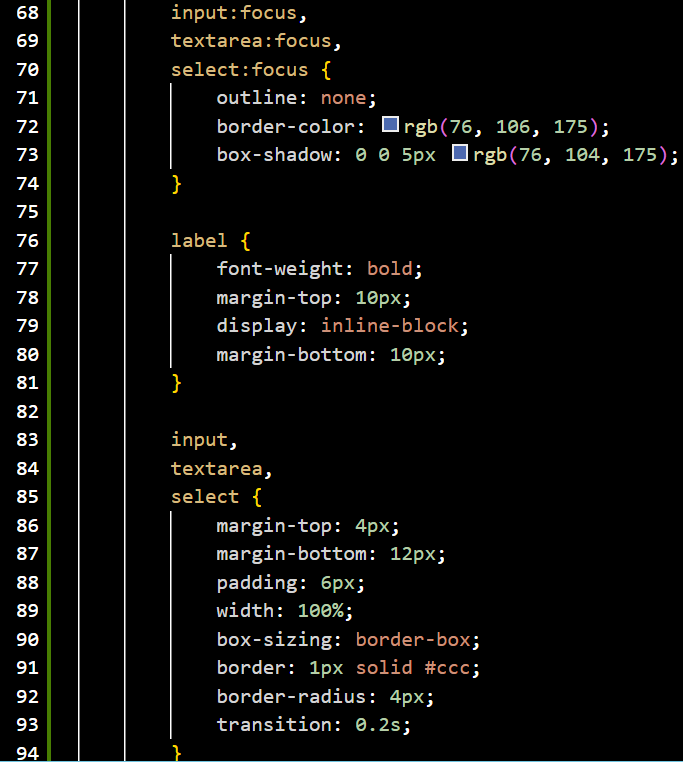 68 input:focus,
69 textarea:focus,
70 select:focus {
71 outline: none;
72 border-color: rgb(76, 106, 175);
73 box-shadow: 0 0 5px rgb(76, 104, 175);
74 }
75
76 label {
77 font-weight: bold;
78 margin-top: 10px;
79 display: inline-block;
80 margin-bottom: 10px;
81 }
82
83 input,
84 textarea,
85 select {
86 margin-top: 4px;
87 margin-bottom: 12px;
88 padding: 6px;
89 width: 100%;
90 box-sizing: border-box;
91 border: 1px solid #ccc;
92 border-radius: 4px;
93 transition: 0.2s;
94 }